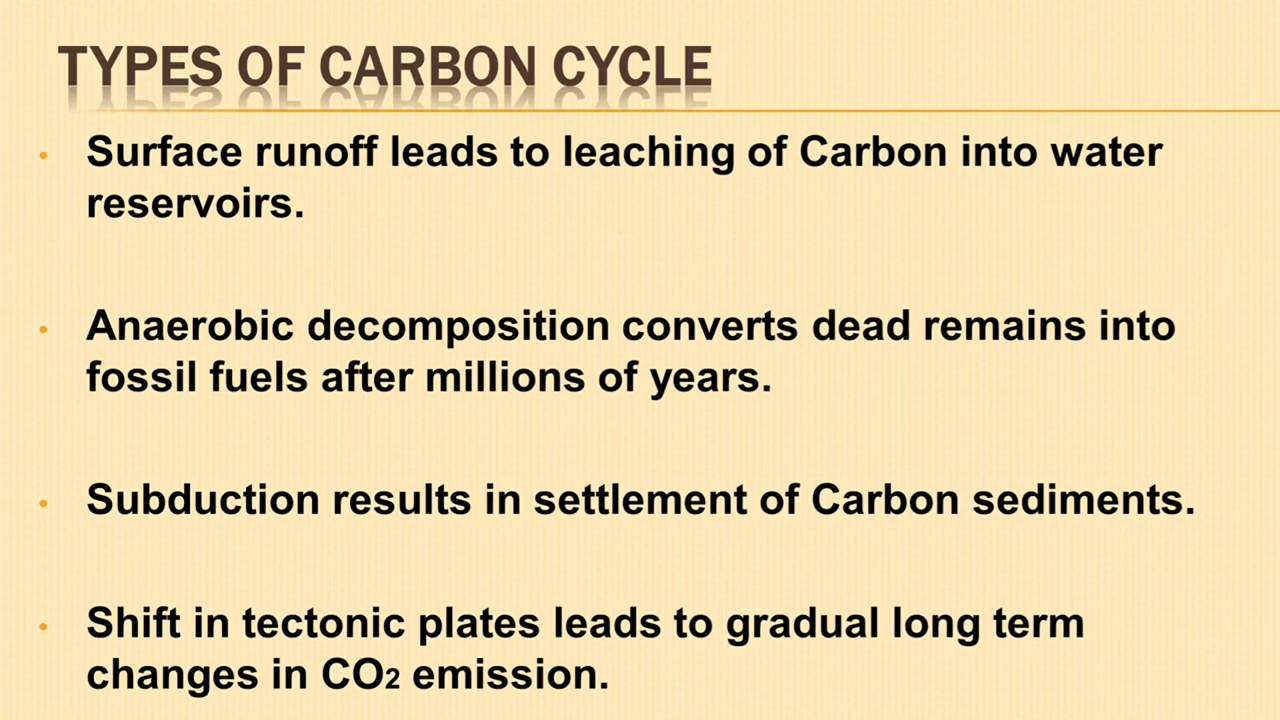 TYPES OF CARBON CYCLE
• Surface runoff leads to leaching of Carbon into water
reservoirs.
• Anaerobic decomposition converts dead remains into
fossil fuels after millions of years.
• Subduction results in settlement of Carbon sediments.
• Shift in tectonic plates leads to gradual long term
changes in CO₂ emission.